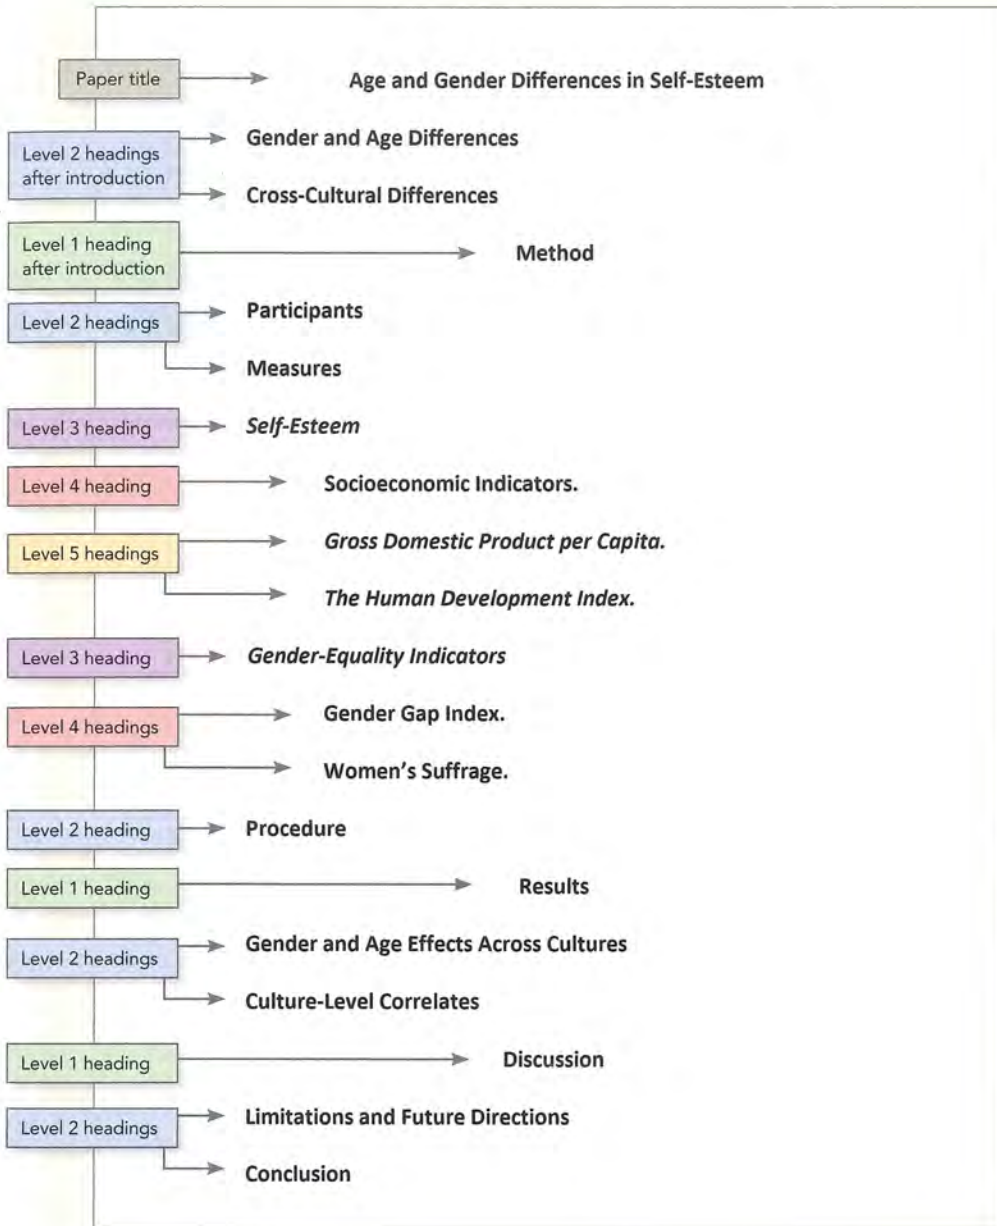 Paper title
Age and Gender Differences in Self-Esteem
Level 2 headings
after introduction
Gender and Age Differences
Cross-Cultural Differences
Level 1 heading
after introduction
Method
Level 2 headings
Participants
Measures
Level 3 heading
Self-Esteem
Level 4 heading
Socioeconomic Indicators.
Level 5 headings
Gross Domestic Product per Capita.
The Human Development Index.
Level 3 heading
Gender-Equality Indicators
Level 4 headings
Gender Gap Index.
Women's Suffrage.
Level 2 heading
Procedure
Level 1 heading
Results
Level 2 headings
Gender and Age Effects Across Cultures
Culture-Level Correlates
Level 1 heading
Discussion
Level 2 headings
Limitations and Future Directions
Conclusion